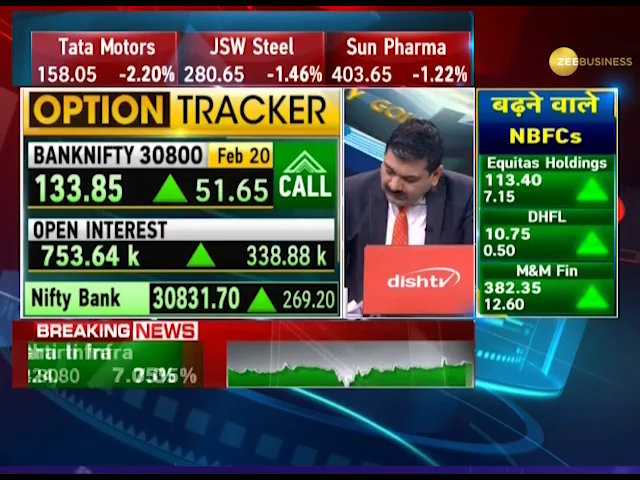 Tata Motors JSW Steel Sun Pharma
158.05 -2.20% 280.65 -1.46% 403.65 -1.22%
ZEE BUSINESS
OPTION TRACKER
BANKNIFTY 30800 Feb 20
133.85 51.65
CALL
OPEN INTEREST
753.64 k 338.88 k
Nifty Bank 30831.70 269.20
dishtv
बढ़ने वाले
NBFCs
Equitas Holdings
113.40
7.15
DHFL
10.75
0.50
M&M Fin
382.35
12.60
BREAKING NEWS